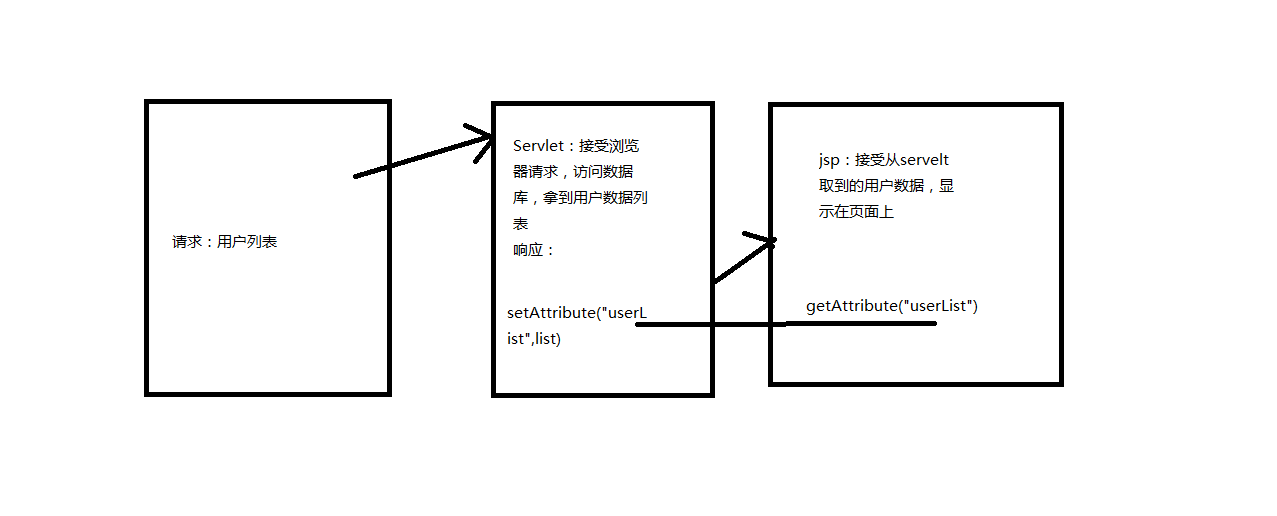 请求：用户列表
Servlet：接受浏览
器请求，访问数据
库，拿到用户数据列
表
响应：
setAttribute("userL
ist",list)
jsp：接受从servelt
取到的用户数据，显
示在页面上
getAttribute("userList")